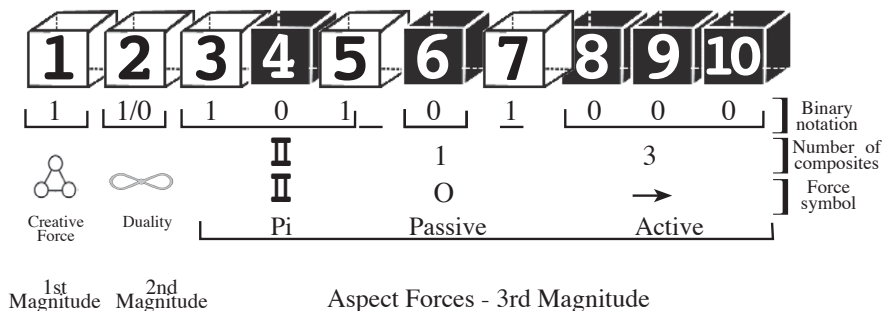 1 2 3 4 5 6 7 8 9 10
1 1/0 1 0 1 0 1 0 0 0
Binary
notation
II 1 3
Number of
composites
II O →
Force
symbol
Creative
Force
Duality
Pi Passive Active
1st
Magnitude
2nd
Magnitude
Aspect Forces - 3rd Magnitude